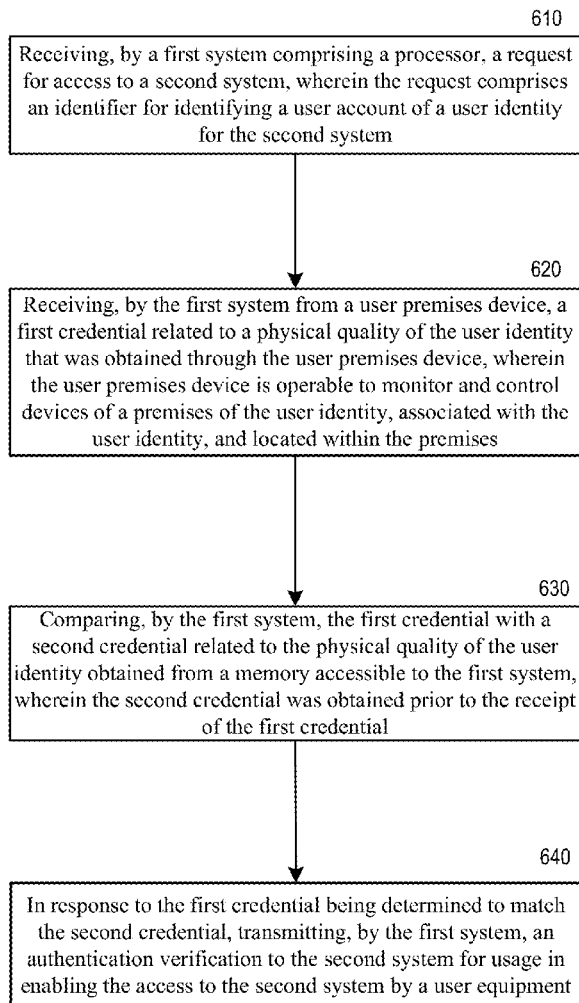 610
Receiving, by a first system comprising a processor, a request
for access to a second system, wherein the request comprises
an identifier for identifying a user account of a user identity
for the second system
620
Receiving, by the first system from a user premises device, a
first credential related to a physical quality of the user identity
that was obtained through the user premises device, wherein
the user premises device is operable to monitor and control
devices of a premises of the user identity, associated with the
user identity, and located within the premises
630
Comparing, by the first system, the first credential with a
second credential related to the physical quality of the user
identity obtained from a memory accessible to the first system,
wherein the second credential was obtained prior to the receipt
of the first credential
640
In response to the first credential being determined to match
the second credential, transmitting, by the first system, an
authentication verification to the second system for usage in
enabling the access to the second system by a user equipment